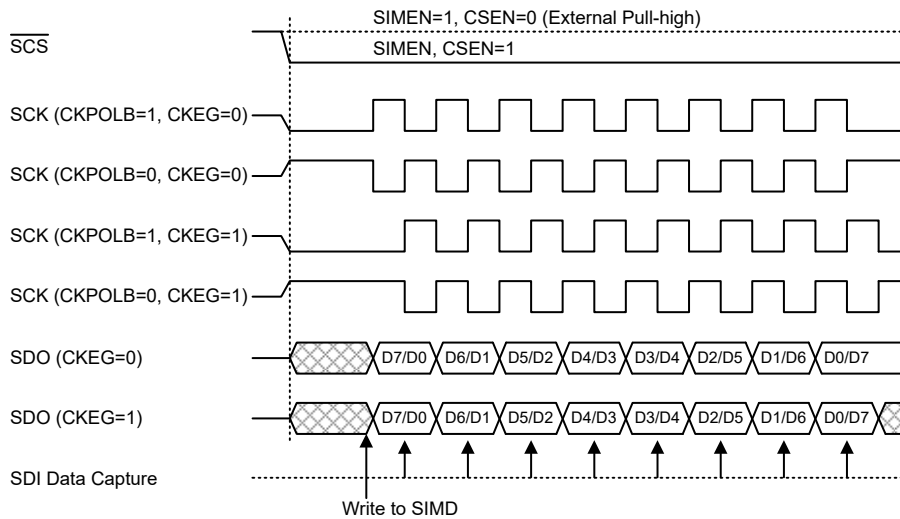 SIMEN=1, CSEN=0 (External Pull-high)
SCS
SIMEN, CSEN=1
SCK (CKPOLB=1, CKEG=0)
SCK (CKPOLB=0, CKEG=0)
SCK (CKPOLB=1, CKEG=1)
SCK (CKPOLB=0, CKEG=1)
SDO (CKEG=0) D7/D0 D6/D1 D5/D2 D4/D3 D3/D4 D2/D5 D1/D6 D0/D7
SDO (CKEG=1) D7/D0 D6/D1 D5/D2 D4/D3 D3/D4 D2/D5 D1/D6 D0/D7
SDI Data Capture
Write to SIMD